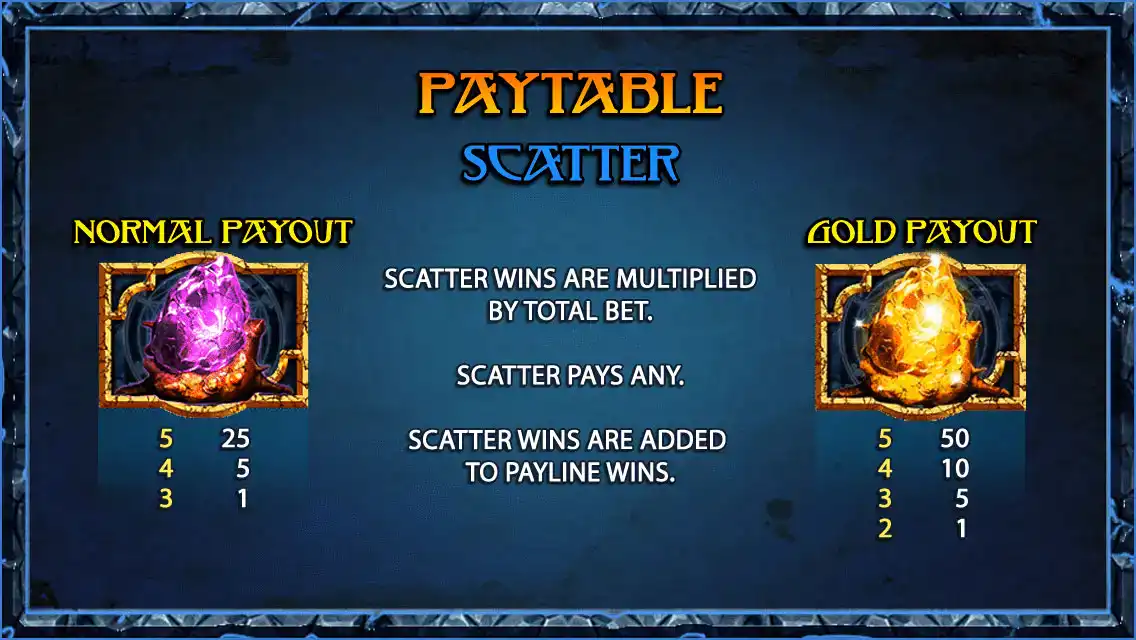 PAYTABLE
SCATTER
NORMAL PAYOUT
5 25
4 5
3 1
SCATTER WINS ARE MULTIPLIED
BY TOTAL BET.
SCATTER PAYS ANY.
SCATTER WINS ARE ADDED
TO PAYLINE WINS.
GOLD PAYOUT
5 50
4 10
3 5
2 1